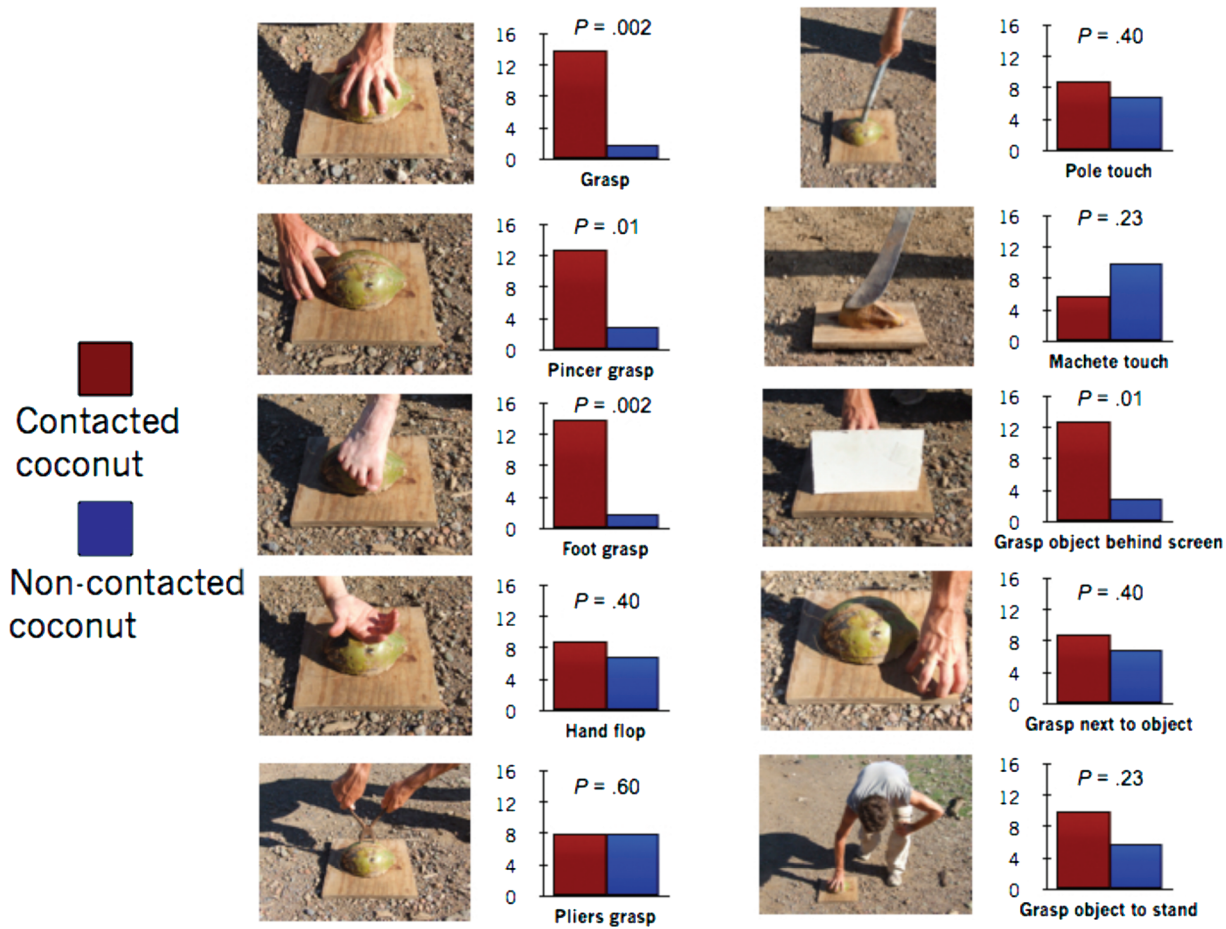 Contacted
coconut
Non-contacted
coconut
P = .002
16
12
8
4
0
Grasp
P = .01
16
12
8
4
0
Pincer grasp
P = .002
16
12
8
4
0
Foot grasp
P = .40
16
12
8
4
0
Hand flop
P = .60
16
12
8
4
0
Pliers grasp
P = .40
16
12
8
4
0
Pole touch
P = .23
16
12
8
4
0
Machete touch
P = .01
16
12
8
4
0
Grasp object behind screen
P = .40
16
12
8
4
0
Grasp next to object
P = .23
16
12
8
4
0
Grasp object to stand